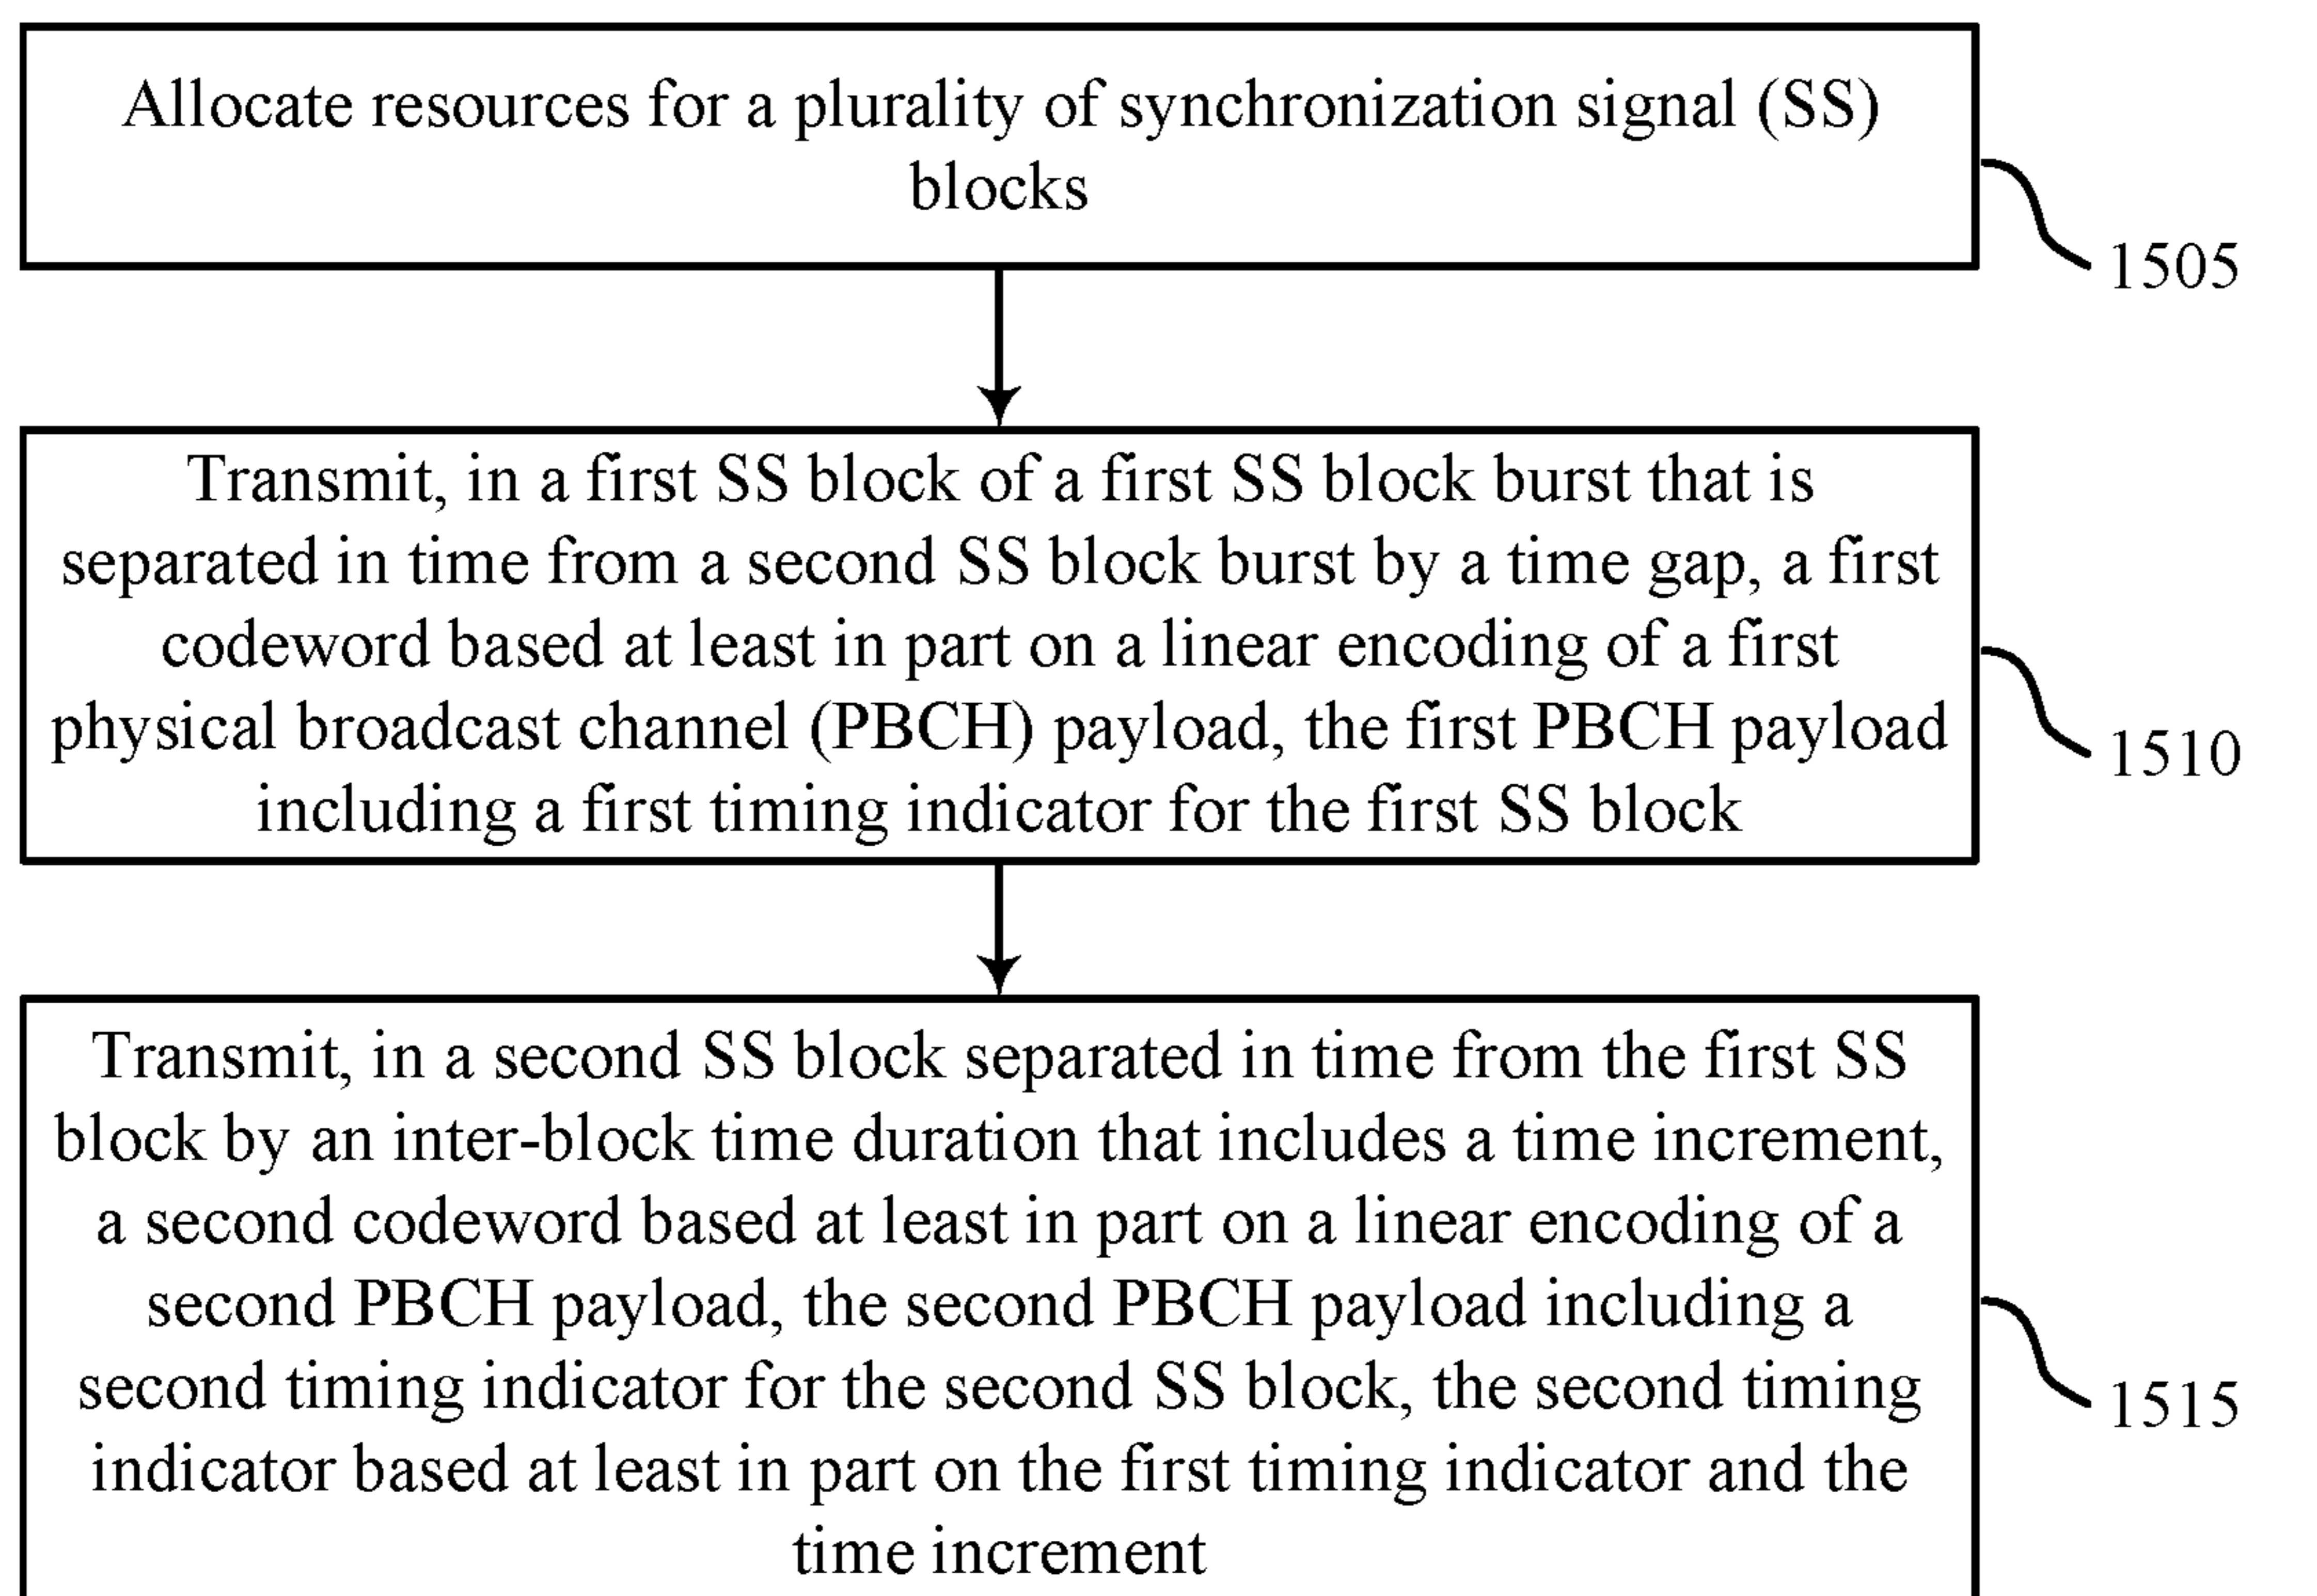 Allocate resources for a plurality of synchronization signal (SS)
blocks
1505
Transmit, in a first SS block of a first SS block burst that is
separated in time from a second SS block burst by a time gap, a first
codeword based at least in part on a linear encoding of a first
physical broadcast channel (PBCH) payload, the first PBCH payload
including a first timing indicator for the first SS block
1510
Transmit, in a second SS block separated in time from the first SS
block by an inter-block time duration that includes a time increment,
a second codeword based at least in part on a linear encoding of a
second PBCH payload, the second PBCH payload including a
second timing indicator for the second SS block, the second timing
indicator based at least in part on the first timing indicator and the
time increment
1515